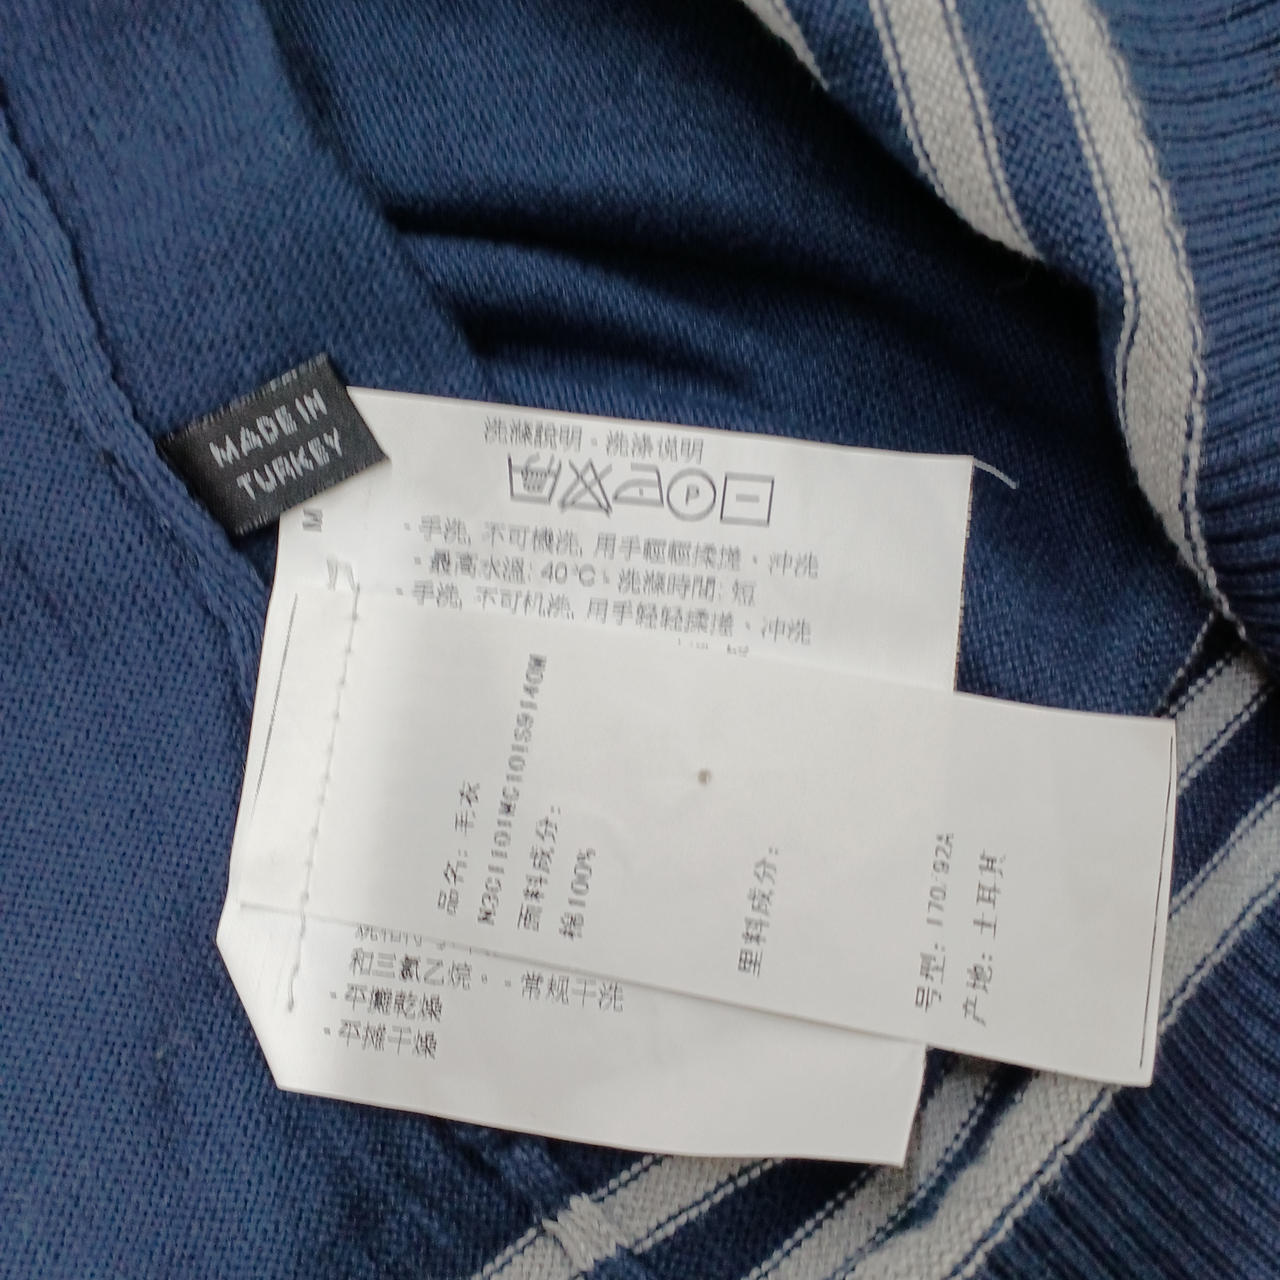 MADE IN
TURKEY
M
洗滌說明。洗涤说明
P
·手洗, 不可機洗, 用手輕輕揉搓。沖洗
·最高水溫: 40°C。洗滌時間: 短
·手洗, 不可机洗, 用手轻轻揉搓。冲洗
品名: 毛衣
面料成分:
棉100%
里料成分:
号型: 170/92A
产地: 土耳其
和三氯乙烷。·常规干洗
·平攤乾燥
·平摊干燥